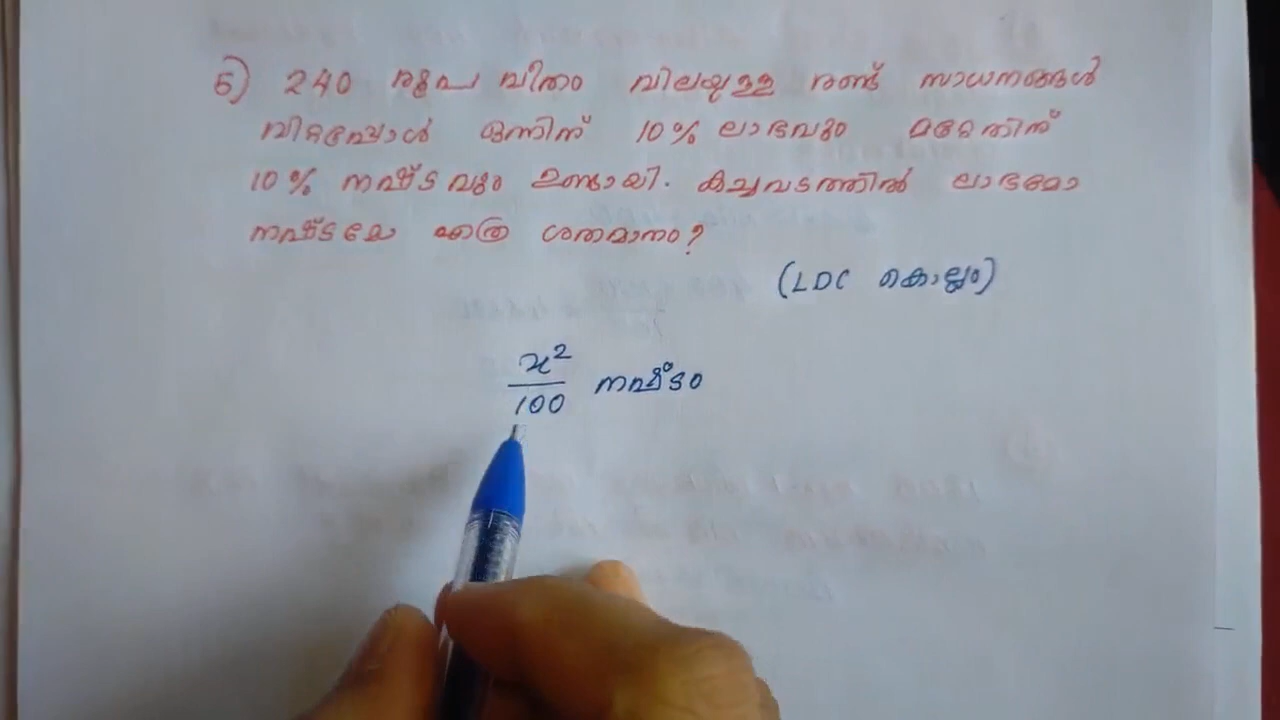 6) 240 രൂപ വീതം വിലയുള്ള രണ്ട് സാധനങ്ങൾ
വിറ്റപ്പോൾ ഒന്നിന് 10% ലാഭവും മറ്റേതിന്
10% നഷ്ടവും ഉണ്ടായി. കച്ചവടത്തിൽ ലാഭമോ
നഷ്ടമോ എത്ര ശതമാനം?
(LDC കൊല്ലം)
x²/100 നഷ്ടം